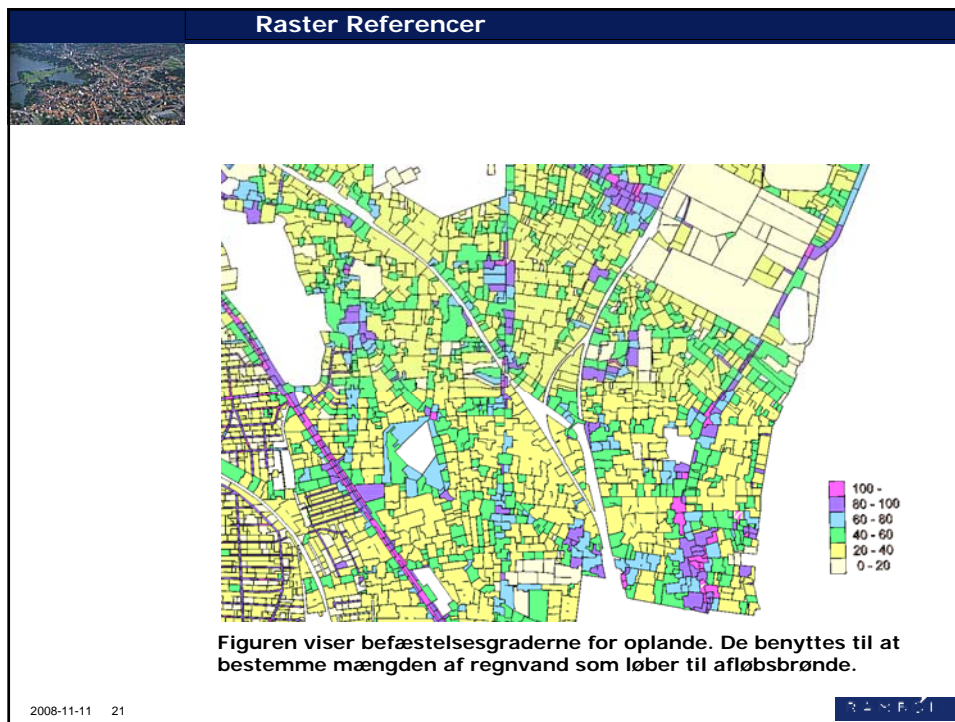 Raster Referencer
100 -
80 - 100
60 - 80
40 - 60
20 - 40
0 - 20
Figuren viser befæstelsesgraderne for oplande. De benyttes til at
bestemme mængden af regnvand som løber til afløbsbrønde.
2008-11-11 21